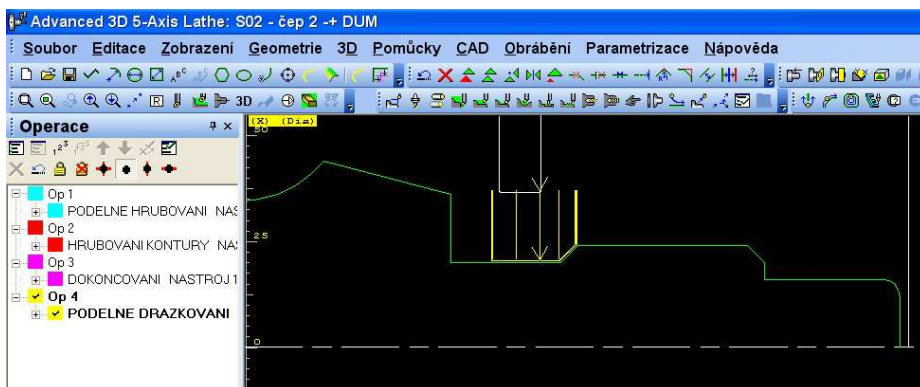 Advanced 3D 5-Axis Lathe: S02 - čep 2 -+ DUM
Soubor Editace Zobrazení Geometrie 3D Pomůcky CAD Obrábění Parametrizace Nápověda
3D
Operace
Op 1
PODELNE HRUBOVANI NAS
Op 2
HRUBOVANI KONTURY NA
Op 3
DOKONCOVANI NASTROJ 1
Op 4
PODELNE DRAZKOVANI
(X) (Dia)
50
25
0